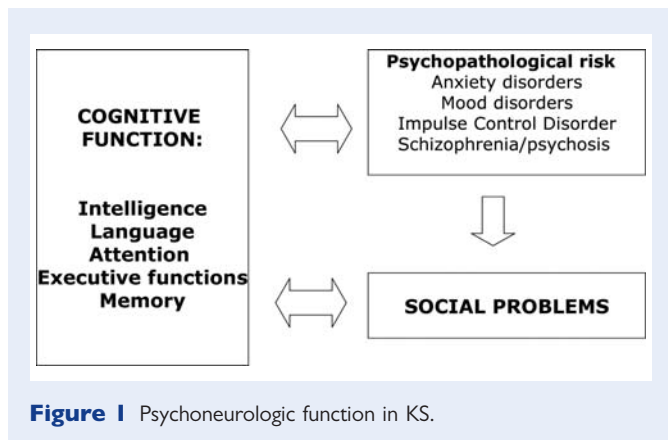 COGNITIVE
FUNCTION:
Intelligence
Language
Attention
Executive functions
Memory
Psychopathological risk
Anxiety disorders
Mood disorders
Impulse Control Disorder
Schizophrenia/psychosis
SOCIAL PROBLEMS
Figure 1 Psychoneurologic function in KS.